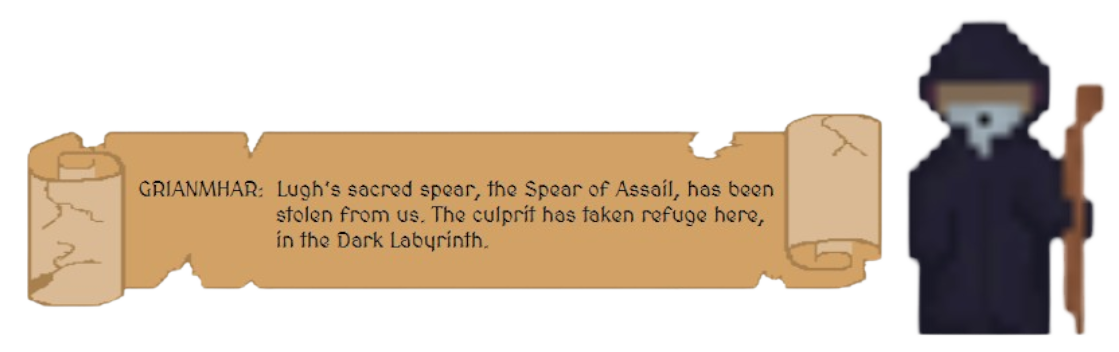 GRIANMHAR: Lugh's sacred spear, the Spear of Assail, has been
stolen from us. The culprit has taken refuge here,
in the Dark Labyrinth.